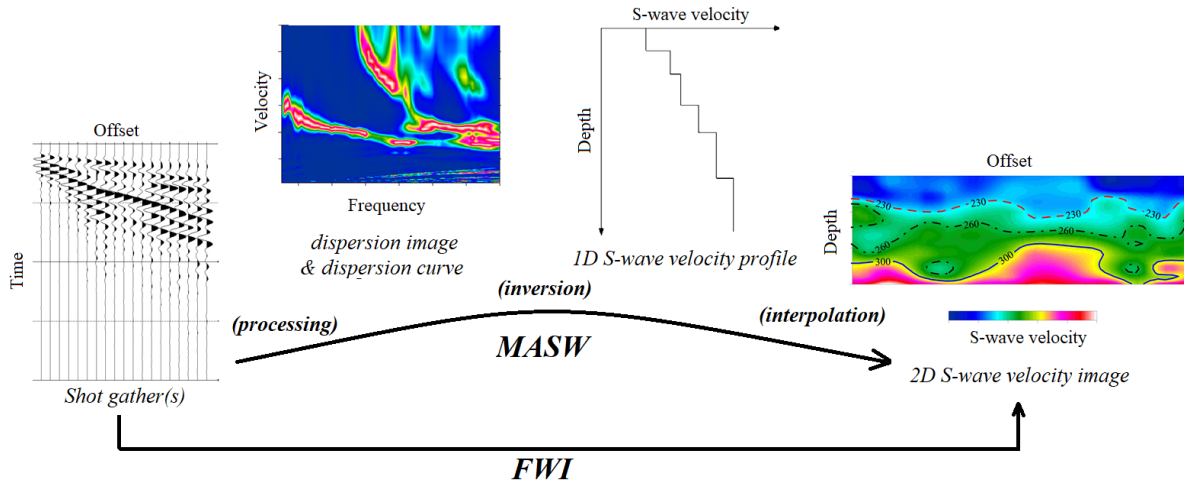 S-wave velocity
Velocity
Depth
Offset
Offset
Time
Frequency
dispersion image
& dispersion curve
1D S-wave velocity profile
Depth
230
230
230
260
260
260
300
300
(inversion)
(processing)
(interpolation)
MASW
S-wave velocity
2D S-wave velocity image
Shot gather(s)
FWI